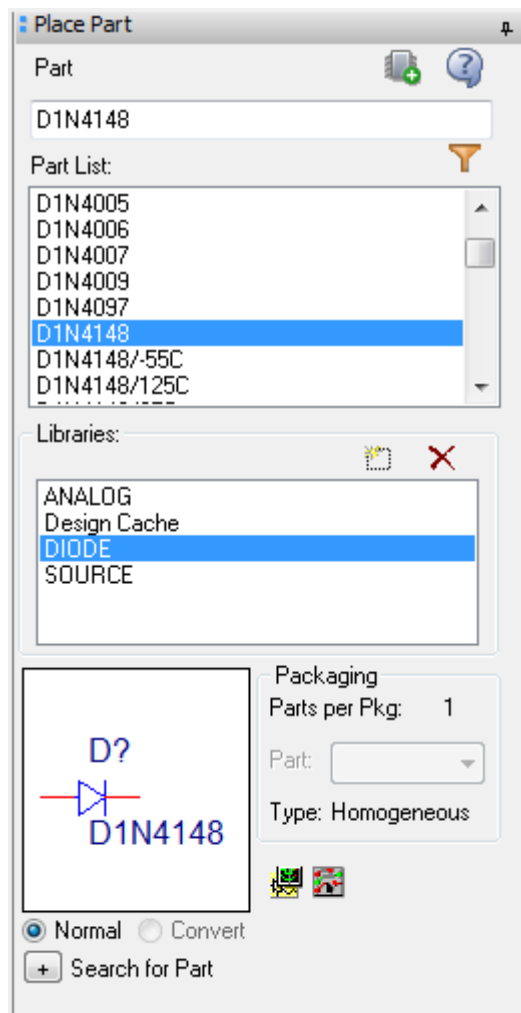 Place Part
Part
D1N4148
Part List:
D1N4005
D1N4006
D1N4007
D1N4009
D1N4097
D1N4148
D1N4148/-55C
D1N4148/125C
Libraries:
ANALOG
Design Cache
DIODE
SOURCE
Packaging
Parts per Pkg: 1
Part:
Type: Homogeneous
D?
D1N4148
Normal Convert
+ Search for Part